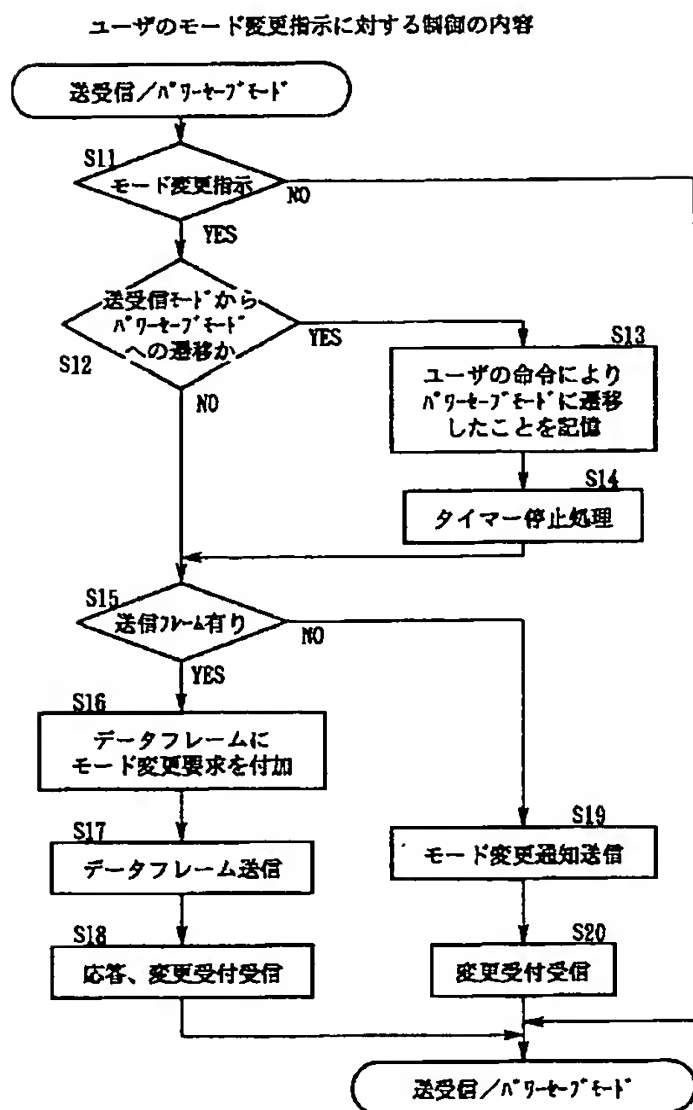 ユーザのモード変更指示に対する制御の内容
送受信／ﾊﾟﾜｰｾｰﾌﾞﾓｰﾄﾞ
S11
モード変更指示
NO
YES
送受信ﾓｰﾄﾞから
ﾊﾟﾜｰｾｰﾌﾞﾓｰﾄﾞ
への遷移か
S12
YES
NO
S13
ユーザの命令により
ﾊﾟﾜｰｾｰﾌﾞﾓｰﾄﾞに遷移
したことを記憶
S14
タイマー停止処理
S15
送信ﾌﾚｰﾑ有り
NO
YES
S16
データフレームに
モード変更要求を付加
S17
データフレーム送信
S18
応答、変更受付受信
S19
モード変更通知送信
S20
変更受付受信
送受信／ﾊﾟﾜｰｾｰﾌﾞﾓｰﾄﾞ